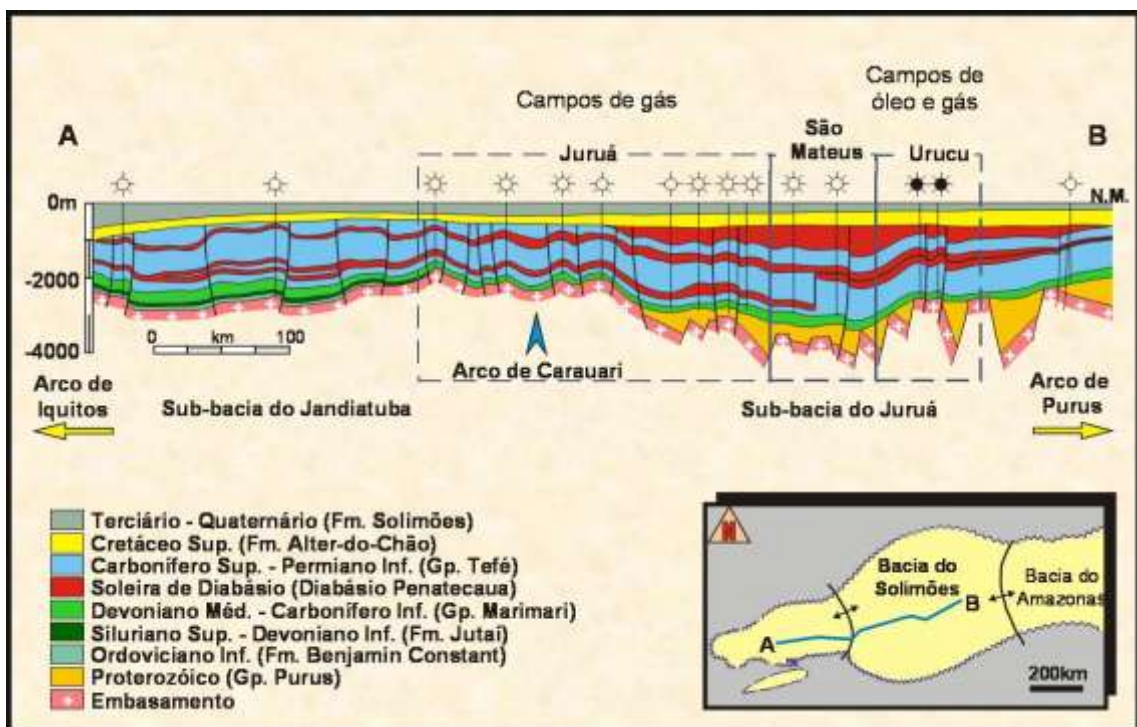 Campos de gás
Campos de
óleo e gás
A
Juruá
São
Mateus
Urucu
B
0m
N.M.
-2000
-4000
0
km
100
Arco de Carauari
Arco de
Iquitos
Sub-bacia do Jandiatuba
Sub-bacia do Juruá
Arco de
Purus
Terciário - Quaternário (Fm. Solimões)
Cretáceo Sup. (Fm. Alter-do-Chão)
Carbonífero Sup. - Permiano Inf. (Gp. Tefé)
Soleira de Diabásio (Diabásio Penatecaua)
Devoniano Méd. - Carbonífero Inf. (Gp. Marimari)
Siluriano Sup. - Devoniano Inf. (Fm. Jutaí)
Ordoviciano Inf. (Fm. Benjamin Constant)
Proterozóico (Gp. Purus)
Embasamento
N
Bacia do
Solimões
Bacia do
Amazonas
A
B
200km